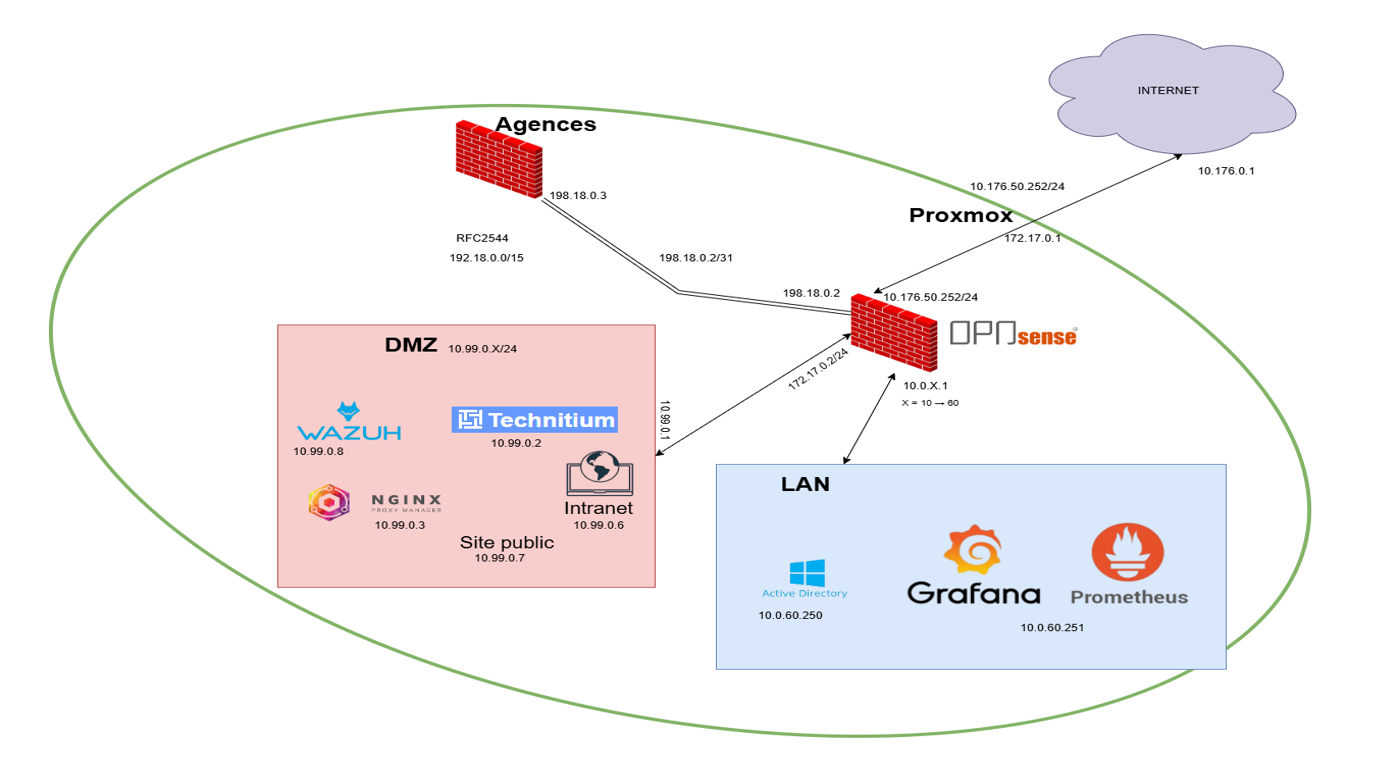 INTERNET
Agences
10.176.0.1
10.176.50.252/24
198.18.0.3
Proxmox
RFC2544
172.17.0.1
192.18.0.0/15
198.18.0.2/31
198.18.0.2
10.176.50.252/24
OPNsense
DMZ 10.99.0.X/24
172.17.0.2/24
10.0.X.1
X = 10 → 60
10.99.0.1
WAZUH
10.99.0.8
Technitium
10.99.0.2
NGINX
PROXY MANAGER
10.99.0.3
Intranet
10.99.0.6
Site public
10.99.0.7
LAN
Active Directory
10.0.60.250
Grafana
Prometheus
10.0.60.251